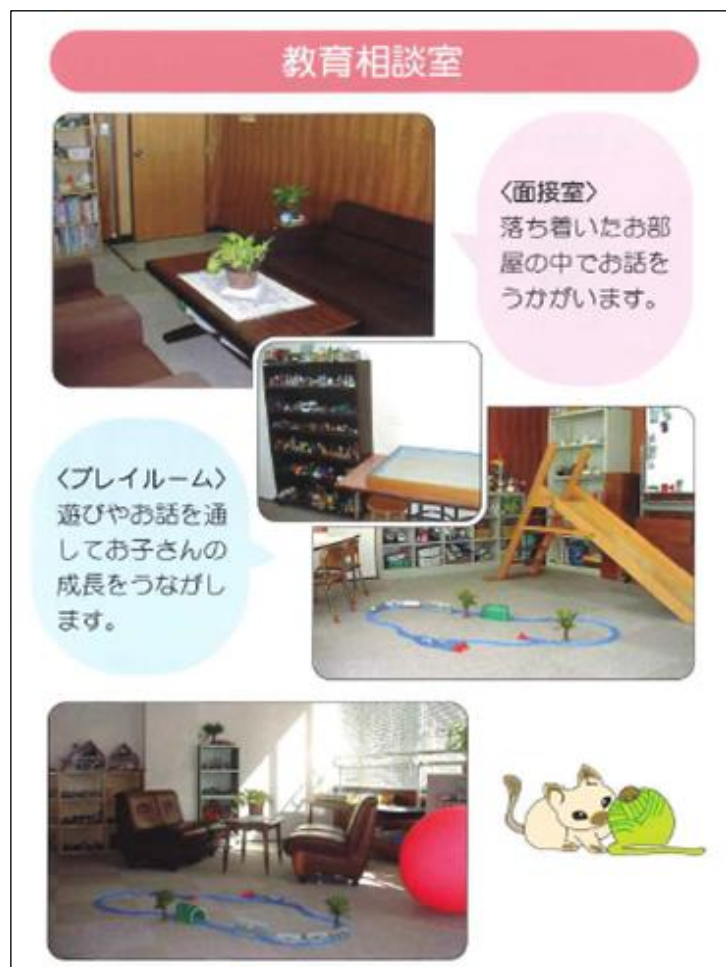 教育相談室
〈面接室〉
落ち着いたお部
屋の中でお話を
うかがいます。
〈プレイルーム〉
遊びやお話を通
してお子さんの
成長をうながし
ます。